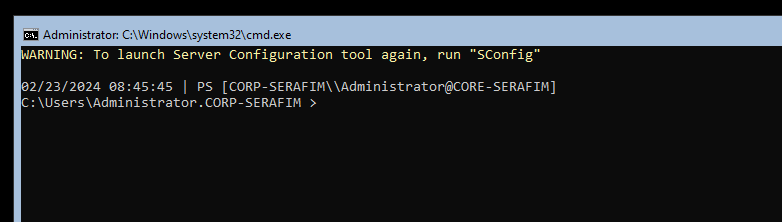 Administrator: C:\Windows\system32\cmd.exe
WARNING: To launch Server Configuration tool again, run "SConfig"
02/23/2024 08:45:45 | PS [CORP-SERAFIM\\Administrator@CORE-SERAFIM]
C:\Users\Administrator.CORP-SERAFIM >